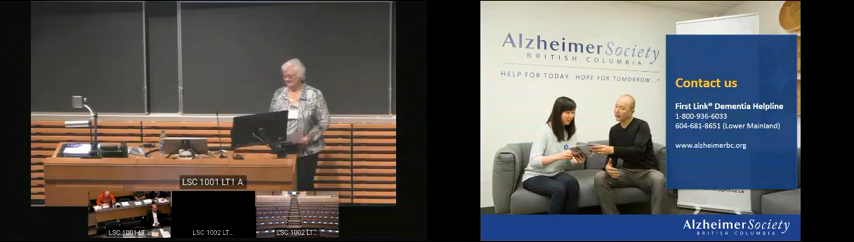 LSC 1001 LT1 A
LSC 1001 LT...
LSC 1002 LT...
LSC 1002 LT...
Alzheimer Society
BRITISH COLUMBIA
HELP FOR TODAY. HOPE FOR TOMORROW...
Contact us
First Link® Dementia Helpline
1-800-936-6033
604-681-8651 (Lower Mainland)
www.alzheimerbc.org
Alzheimer Society
BRITISH COLUMBIA